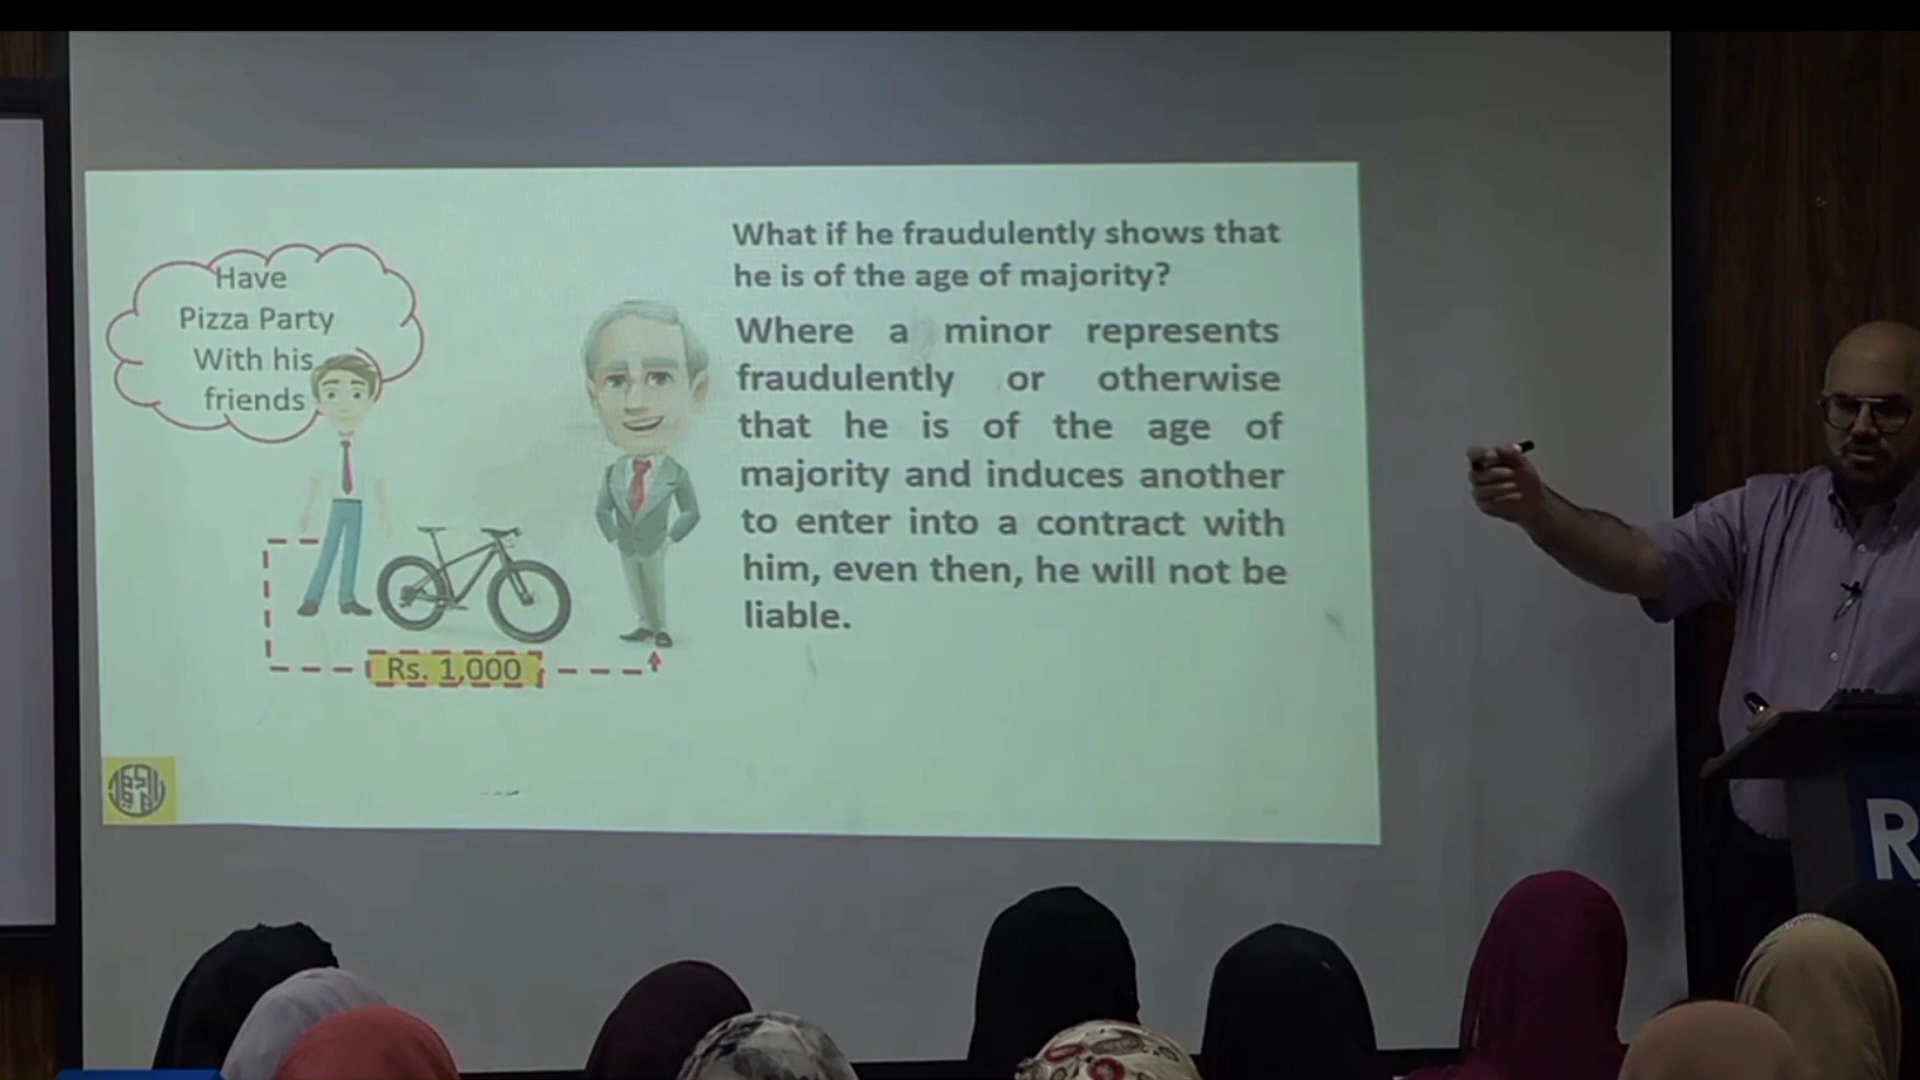 Have
Pizza Party
With his
friends
Rs. 1,000
What if he fraudulently shows that
he is of the age of majority?
Where a minor represents
fraudulently or otherwise
that he is of the age of
majority and induces another
to enter into a contract with
him, even then, he will not be
liable.
R